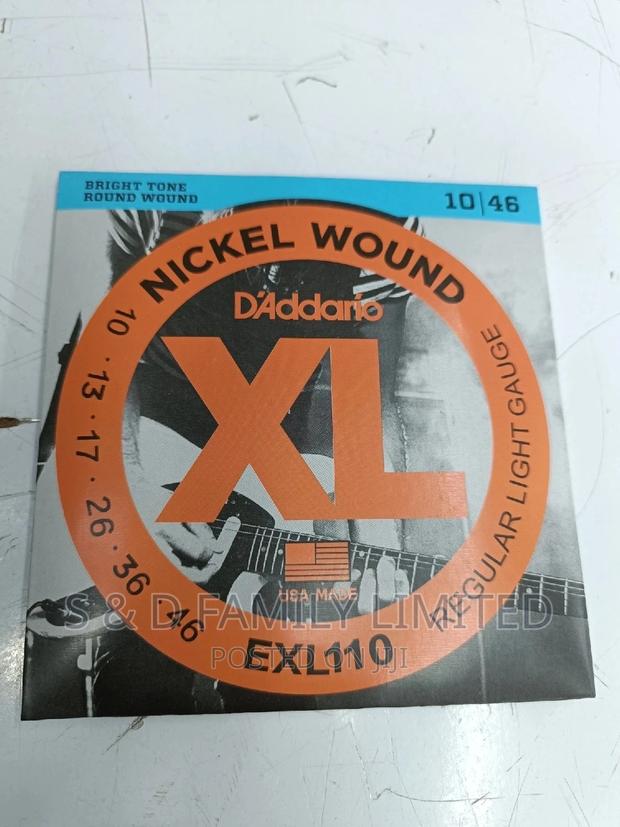 BRIGHT TONE
ROUND WOUND
10|46
NICKEL WOUND
D'Addario
XL
10 · 13 · 17 · 26 · 36 · 46
REGULAR LIGHT GAUGE
USA MADE
EXL110
S & D FAMILY LIMITED
POSTED ON JIJI